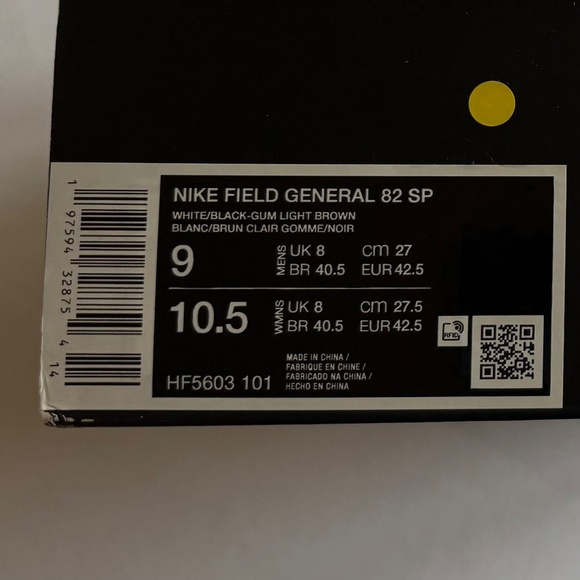 NIKE FIELD GENERAL 82 SP
WHITE/BLACK-GUM LIGHT BROWN
BLANC/BRUN CLAIR GOMME/NOIR
9 MENS UK 8 cm 27
BR 40.5 EUR 42.5
10.5 WMNS UK 8 cm 27.5
BR 40.5 EUR 42.5
MADE IN CHINA /
FABRIQUE EN CHINE /
FABRICADO NA CHINA /
HECHO EN CHINA
HF5603 101
RFID
1 97594 32875 4 14